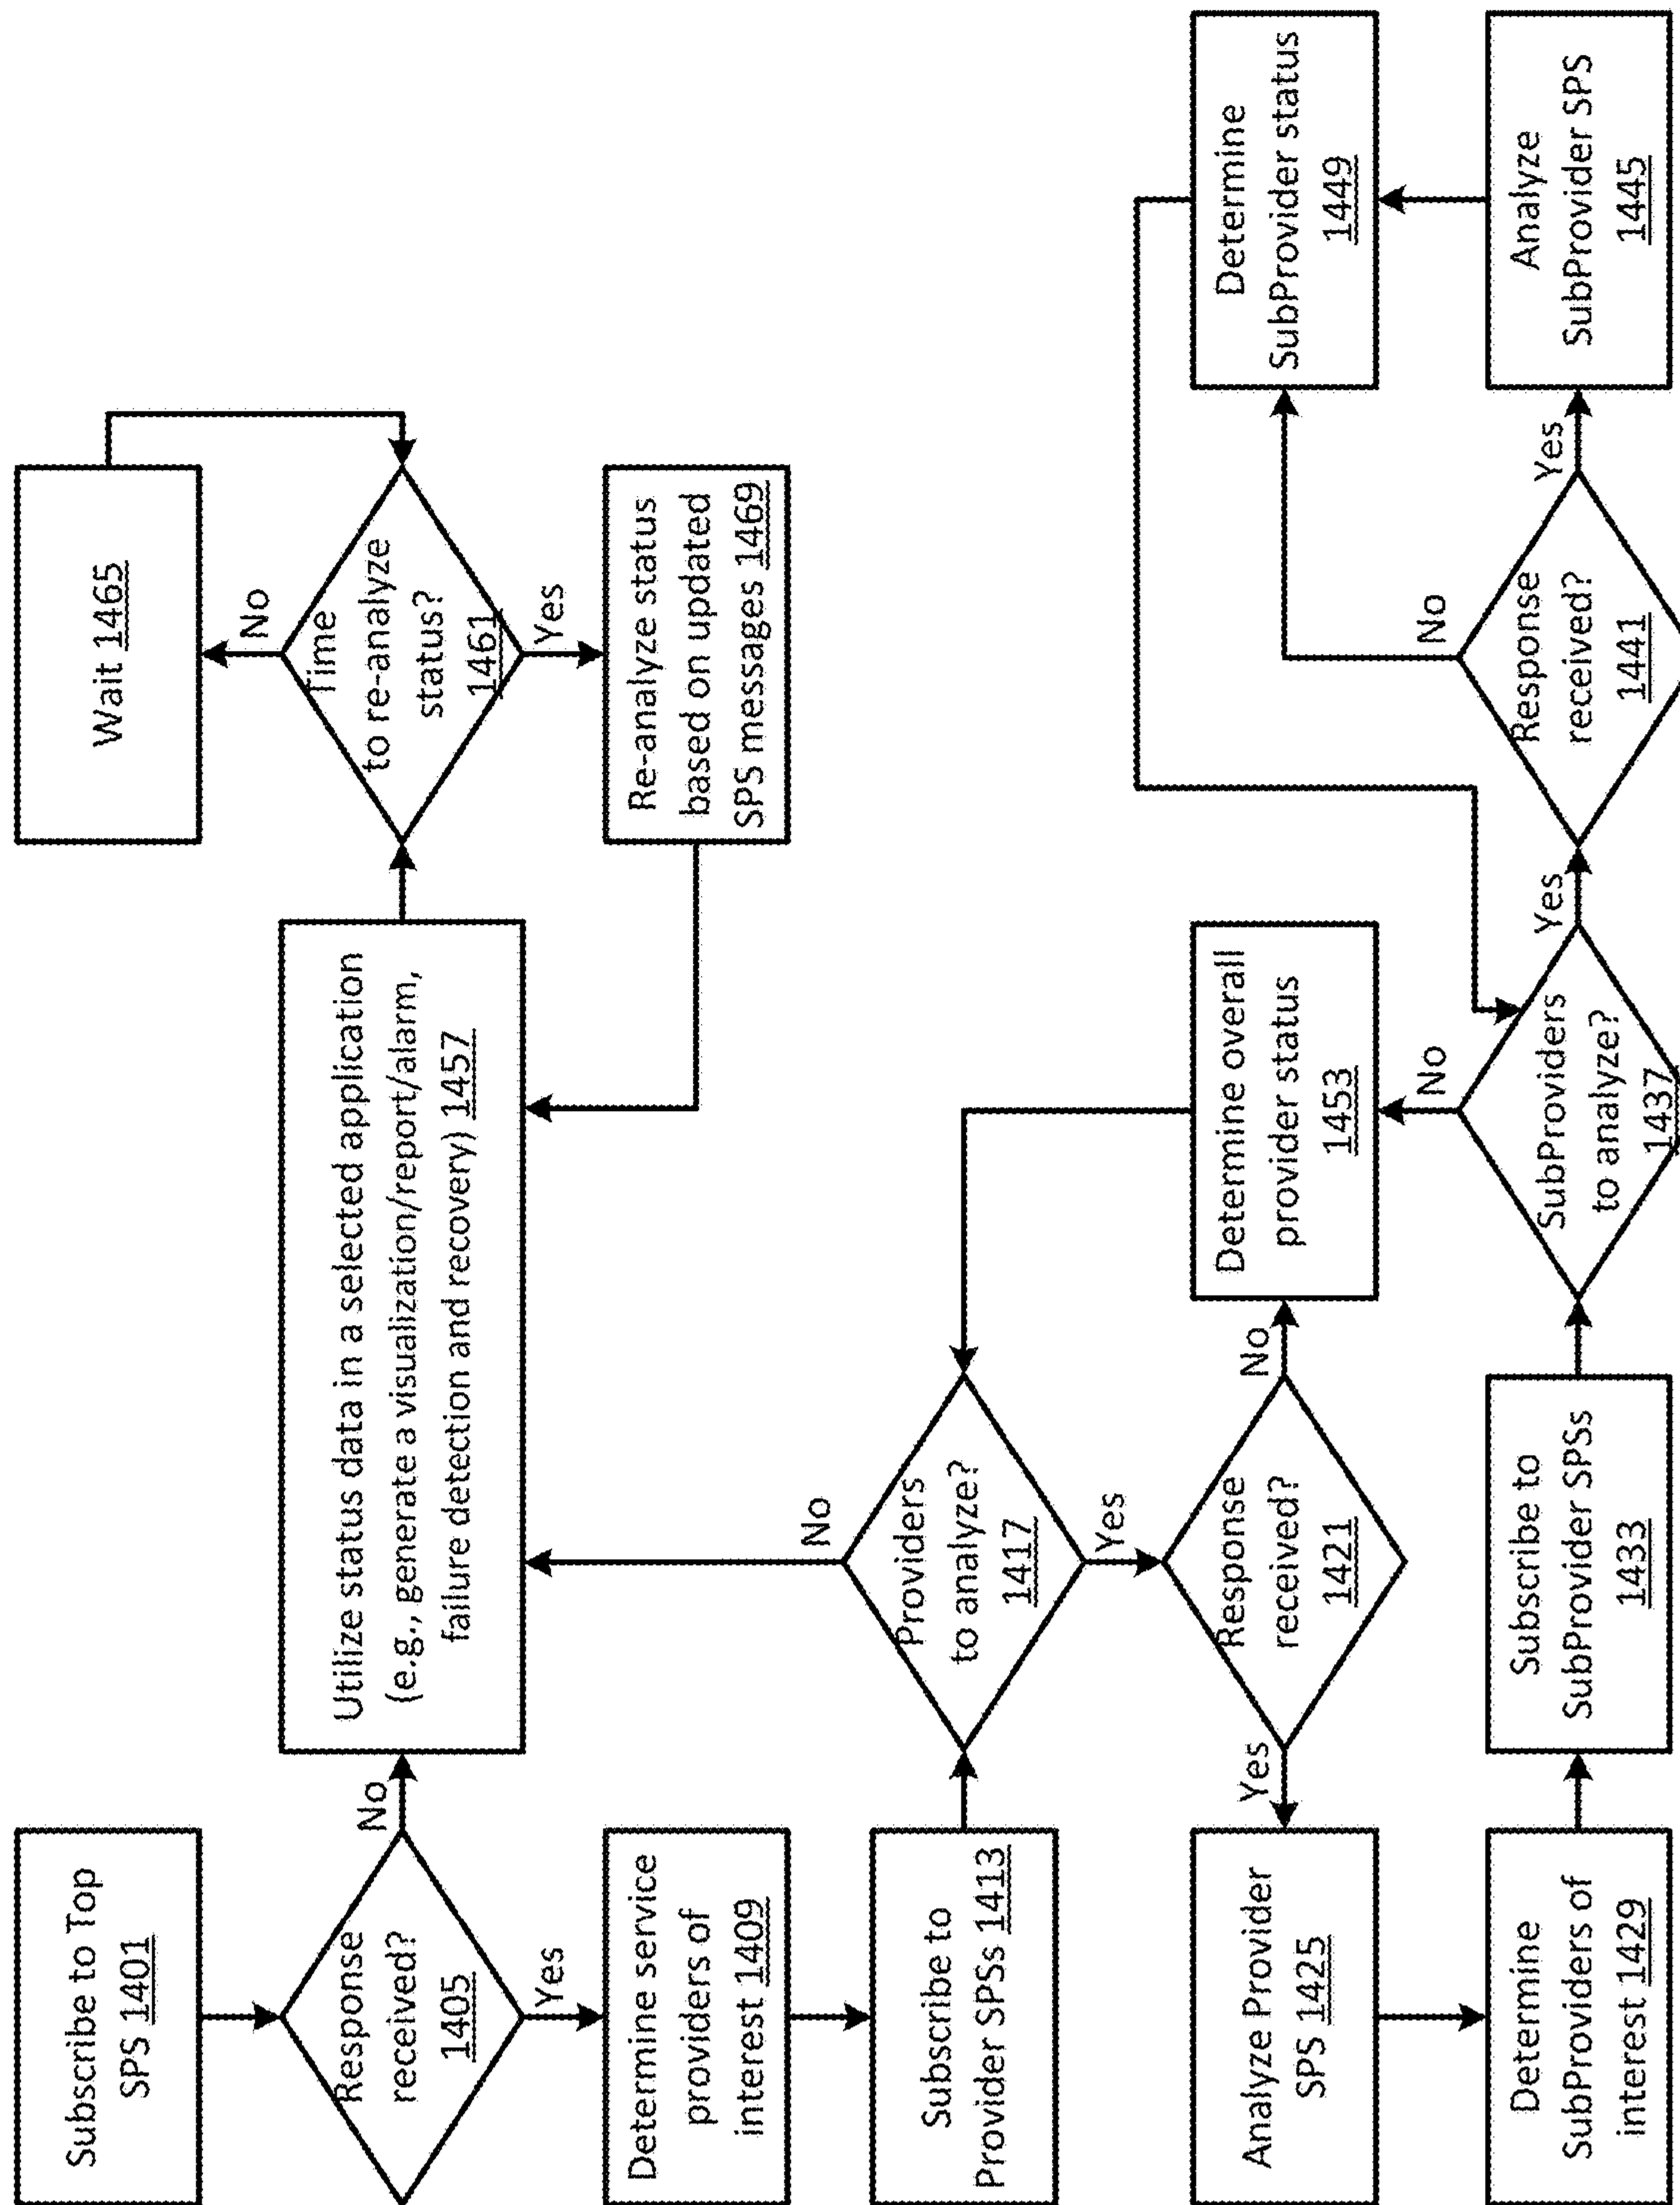 Subscribe to Top
SPS 1401
Response
received?
1405
No
Yes
Determine service
providers of
interest 1409
Subscribe to
Provider SPSs 1413
Providers
to analyze?
1417
No
Yes
Response
received?
1421
Yes
No
Analyze Provider
SPS 1425
Determine
SubProviders of
interest 1429
Subscribe to
SubProvider SPSs
1433
SubProviders
to analyze?
1437
No
Yes
Response
received?
1441
No
Yes
Analyze
SubProvider SPS
1445
Determine
SubProvider status
1449
Determine overall
provider status
1453
Utilize status data in a selected application
(e.g., generate a visualization/report/alarm,
failure detection and recovery) 1457
Time
to re-analyze
status?
1461
No
Yes
Wait 1465
Re-analyze status
based on updated
SPS messages 1469